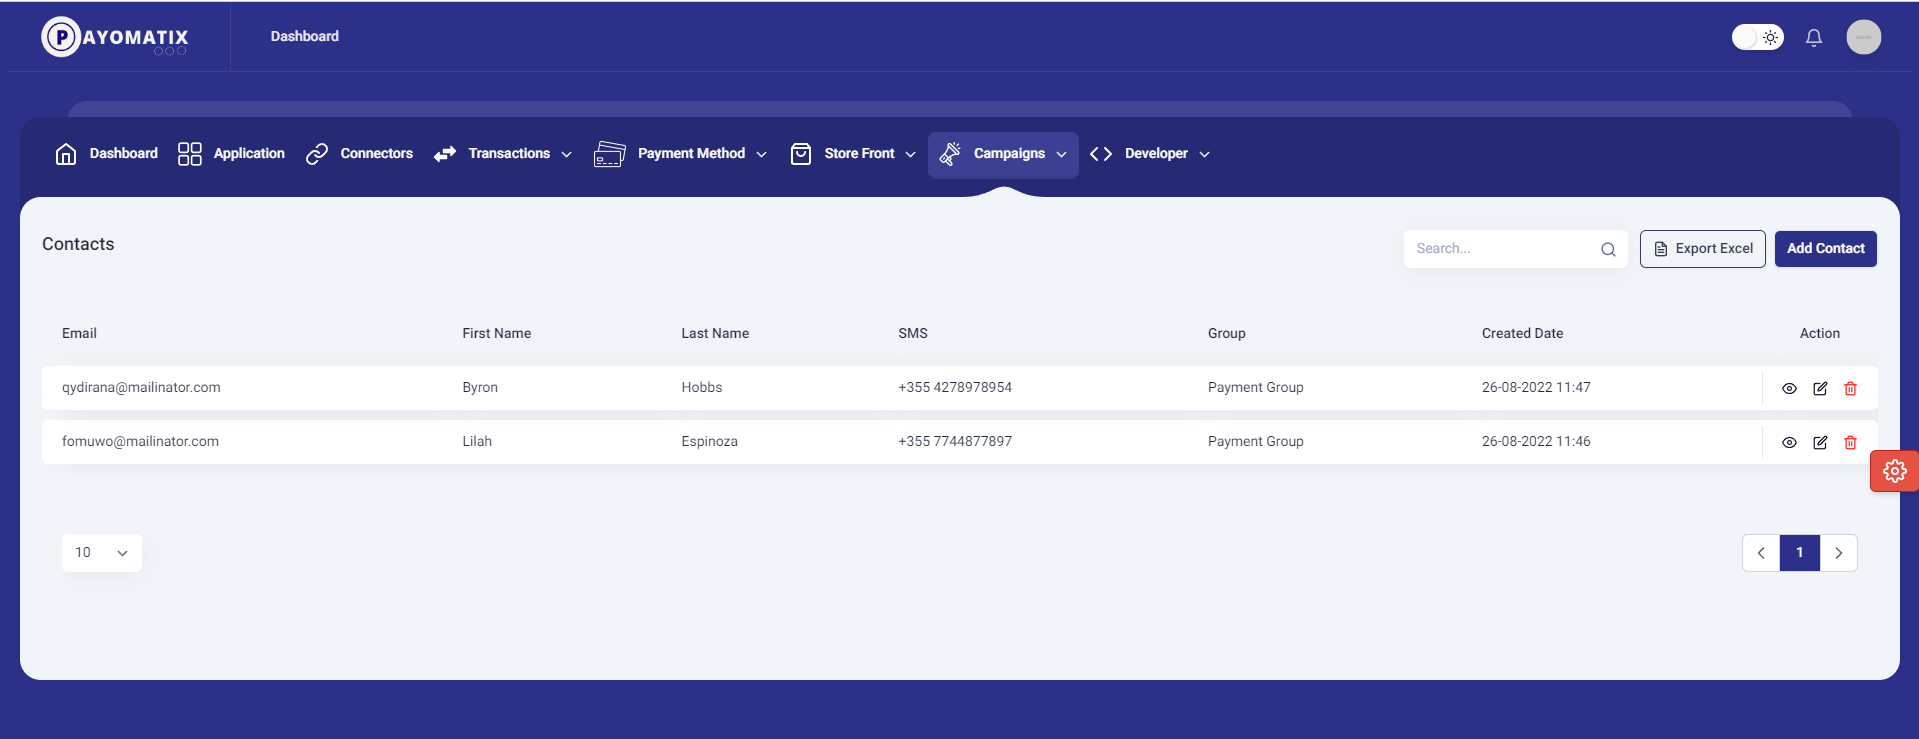 PAYOMATIX
Dashboard
Dashboard Application Connectors Transactions Payment Method Store Front Campaigns Developer
Contacts
Search...
Export Excel
Add Contact
Email First Name Last Name SMS Group Created Date Action
qydirana@mailinator.com Byron Hobbs +355 4278978954 Payment Group 26-08-2022 11:47
fomuwo@mailinator.com Lilah Espinoza +355 7744877897 Payment Group 26-08-2022 11:46
10
1